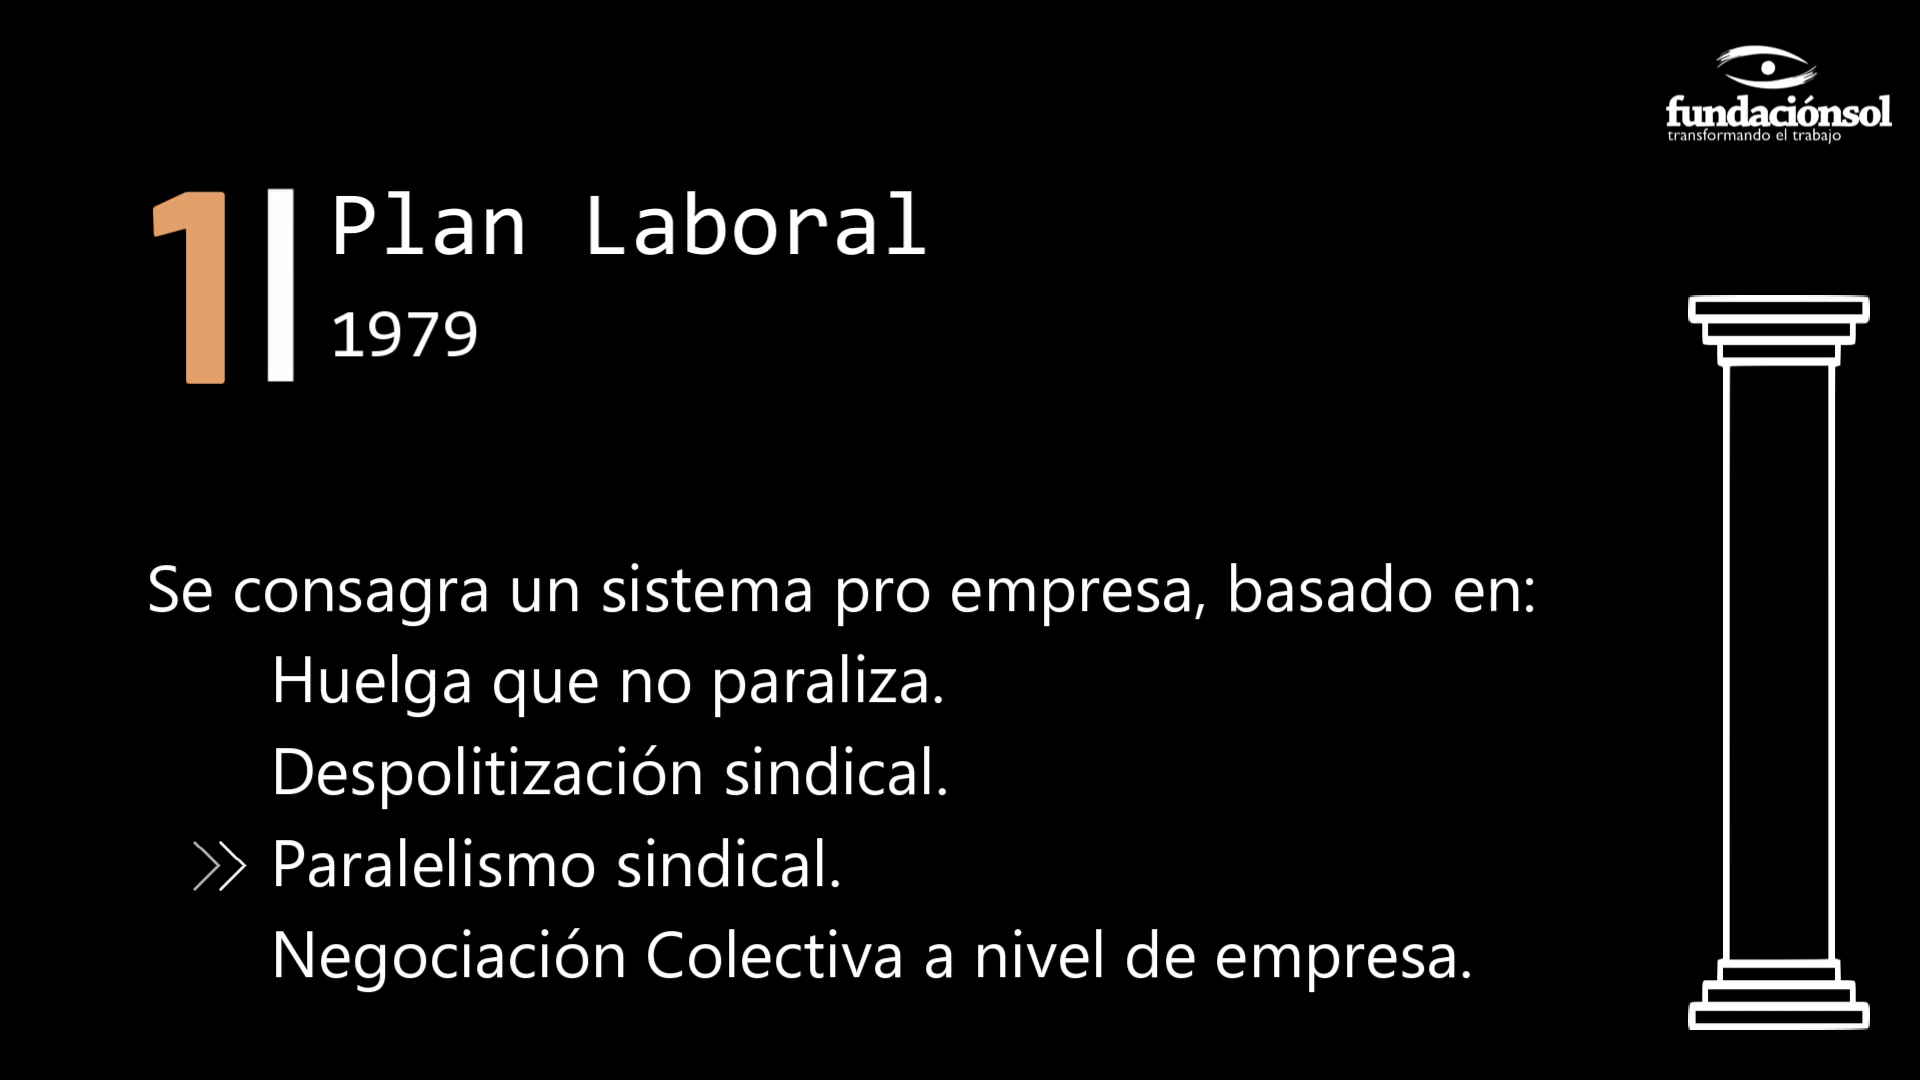 fundaciónsol
transformando el trabajo
1
Plan Laboral
1979
Se consagra un sistema pro empresa, basado en:
Huelga que no paraliza.
Despolitización sindical.
Paralelismo sindical.
Negociación Colectiva a nivel de empresa.